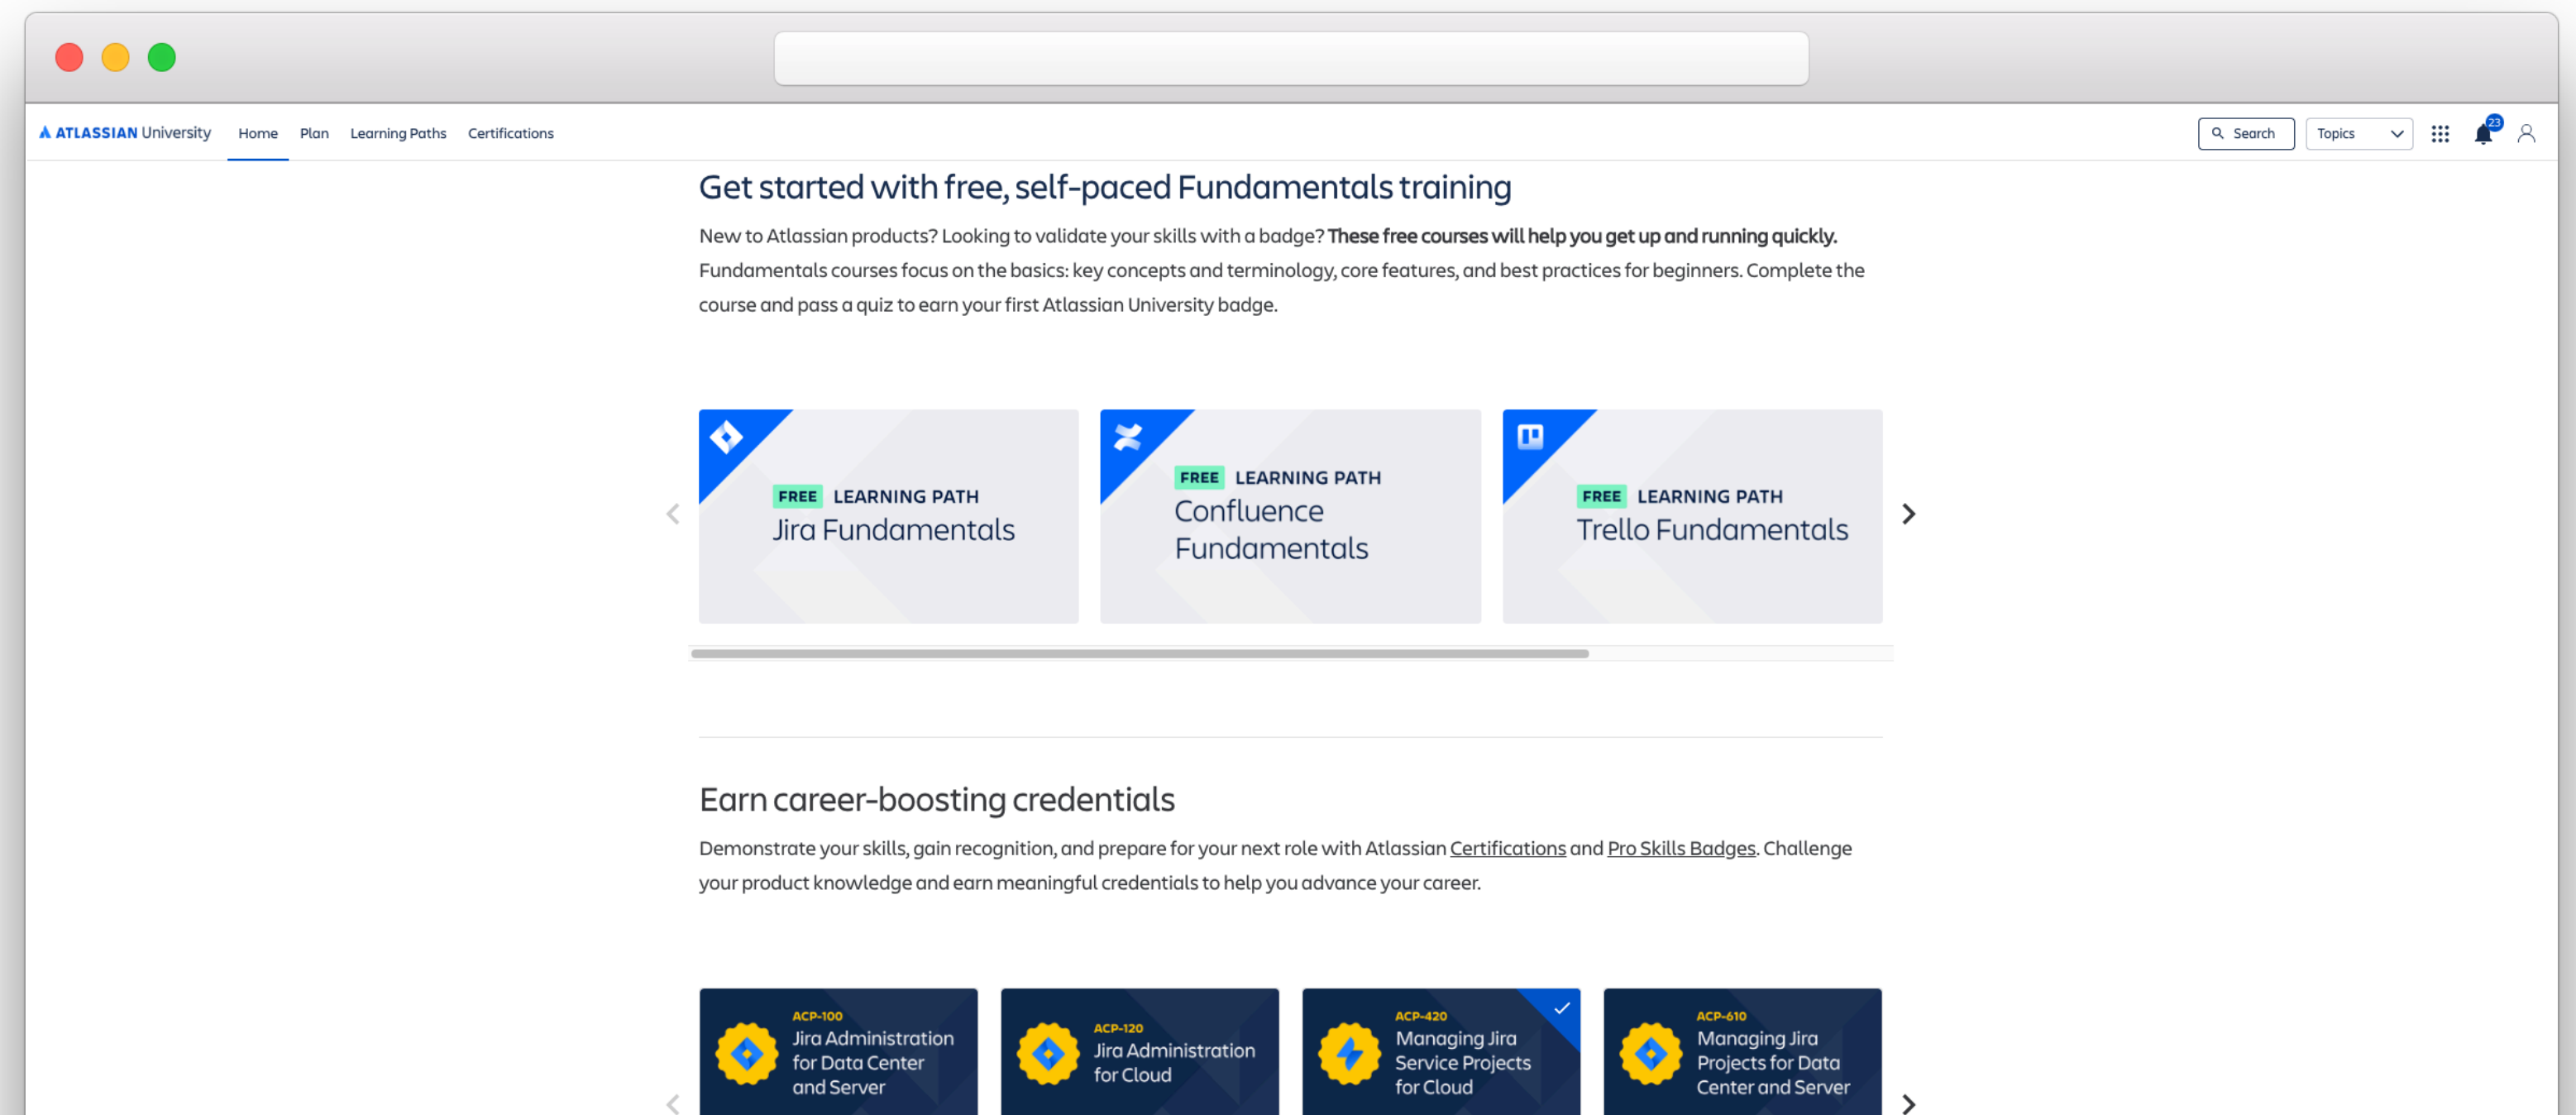 ATLASSIAN University
Home
Plan
Learning Paths
Certifications
Search
Topics
23
Get started with free, self-paced Fundamentals training
New to Atlassian products? Looking to validate your skills with a badge? These free courses will help you get up and running quickly.
Fundamentals courses focus on the basics: key concepts and terminology, core features, and best practices for beginners. Complete the
course and pass a quiz to earn your first Atlassian University badge.
FREE LEARNING PATH
Jira Fundamentals
FREE LEARNING PATH
Confluence
Fundamentals
FREE LEARNING PATH
Trello Fundamentals
Earn career-boosting credentials
Demonstrate your skills, gain recognition, and prepare for your next role with Atlassian Certifications and Pro Skills Badges. Challenge
your product knowledge and earn meaningful credentials to help you advance your career.
ACP-100
Jira Administration
for Data Center
and Server
ACP-120
Jira Administration
for Cloud
ACP-420
Managing Jira
Service Projects
for Cloud
ACP-610
Managing Jira
Projects for Data
Center and Server